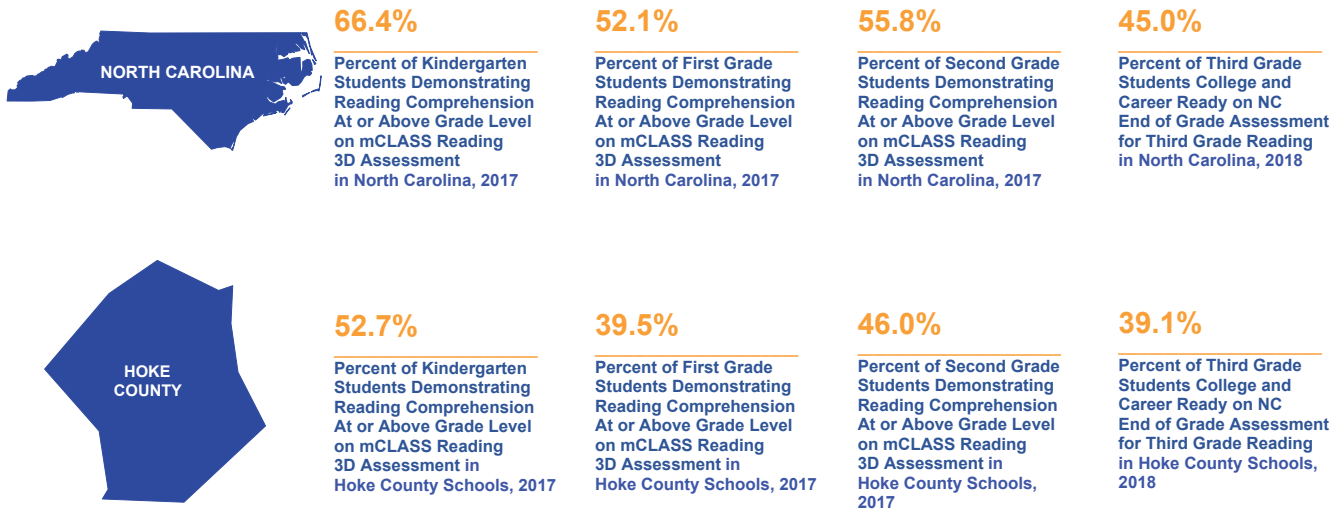 NORTH CAROLINA
66.4%
Percent of Kindergarten
Students Demonstrating
Reading Comprehension
At or Above Grade Level
on mCLASS Reading
3D Assessment
in North Carolina, 2017
52.1%
Percent of First Grade
Students Demonstrating
Reading Comprehension
At or Above Grade Level
on mCLASS Reading
3D Assessment
in North Carolina, 2017
55.8%
Percent of Second Grade
Students Demonstrating
Reading Comprehension
At or Above Grade Level
on mCLASS Reading
3D Assessment
in North Carolina, 2017
45.0%
Percent of Third Grade
Students College and
Career Ready on NC
End of Grade Assessment
for Third Grade Reading
in North Carolina, 2018
HOKE
COUNTY
52.7%
Percent of Kindergarten
Students Demonstrating
Reading Comprehension
At or Above Grade Level
on mCLASS Reading
3D Assessment in
Hoke County Schools, 2017
39.5%
Percent of First Grade
Students Demonstrating
Reading Comprehension
At or Above Grade Level
on mCLASS Reading
3D Assessment in
Hoke County Schools, 2017
46.0%
Percent of Second Grade
Students Demonstrating
Reading Comprehension
At or Above Grade Level
on mCLASS Reading
3D Assessment in
Hoke County Schools,
2017
39.1%
Percent of Third Grade
Students College and
Career Ready on NC
End of Grade Assessment
for Third Grade Reading
in Hoke County Schools,
2018